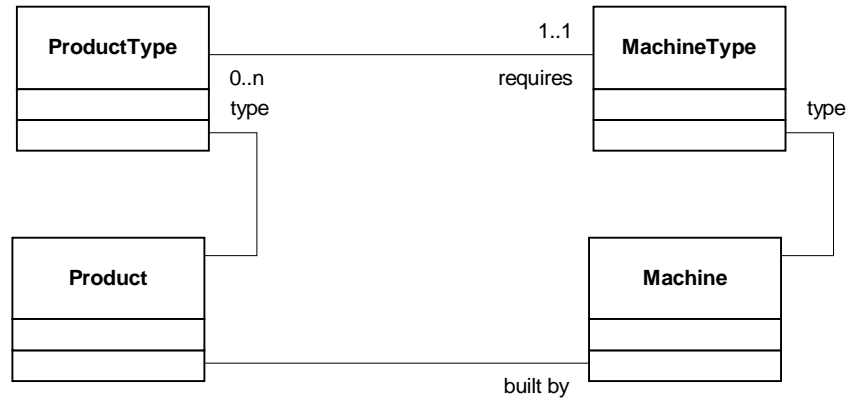 1..1
ProductType
MachineType
0..n
requires
type
type
Product
Machine
built by